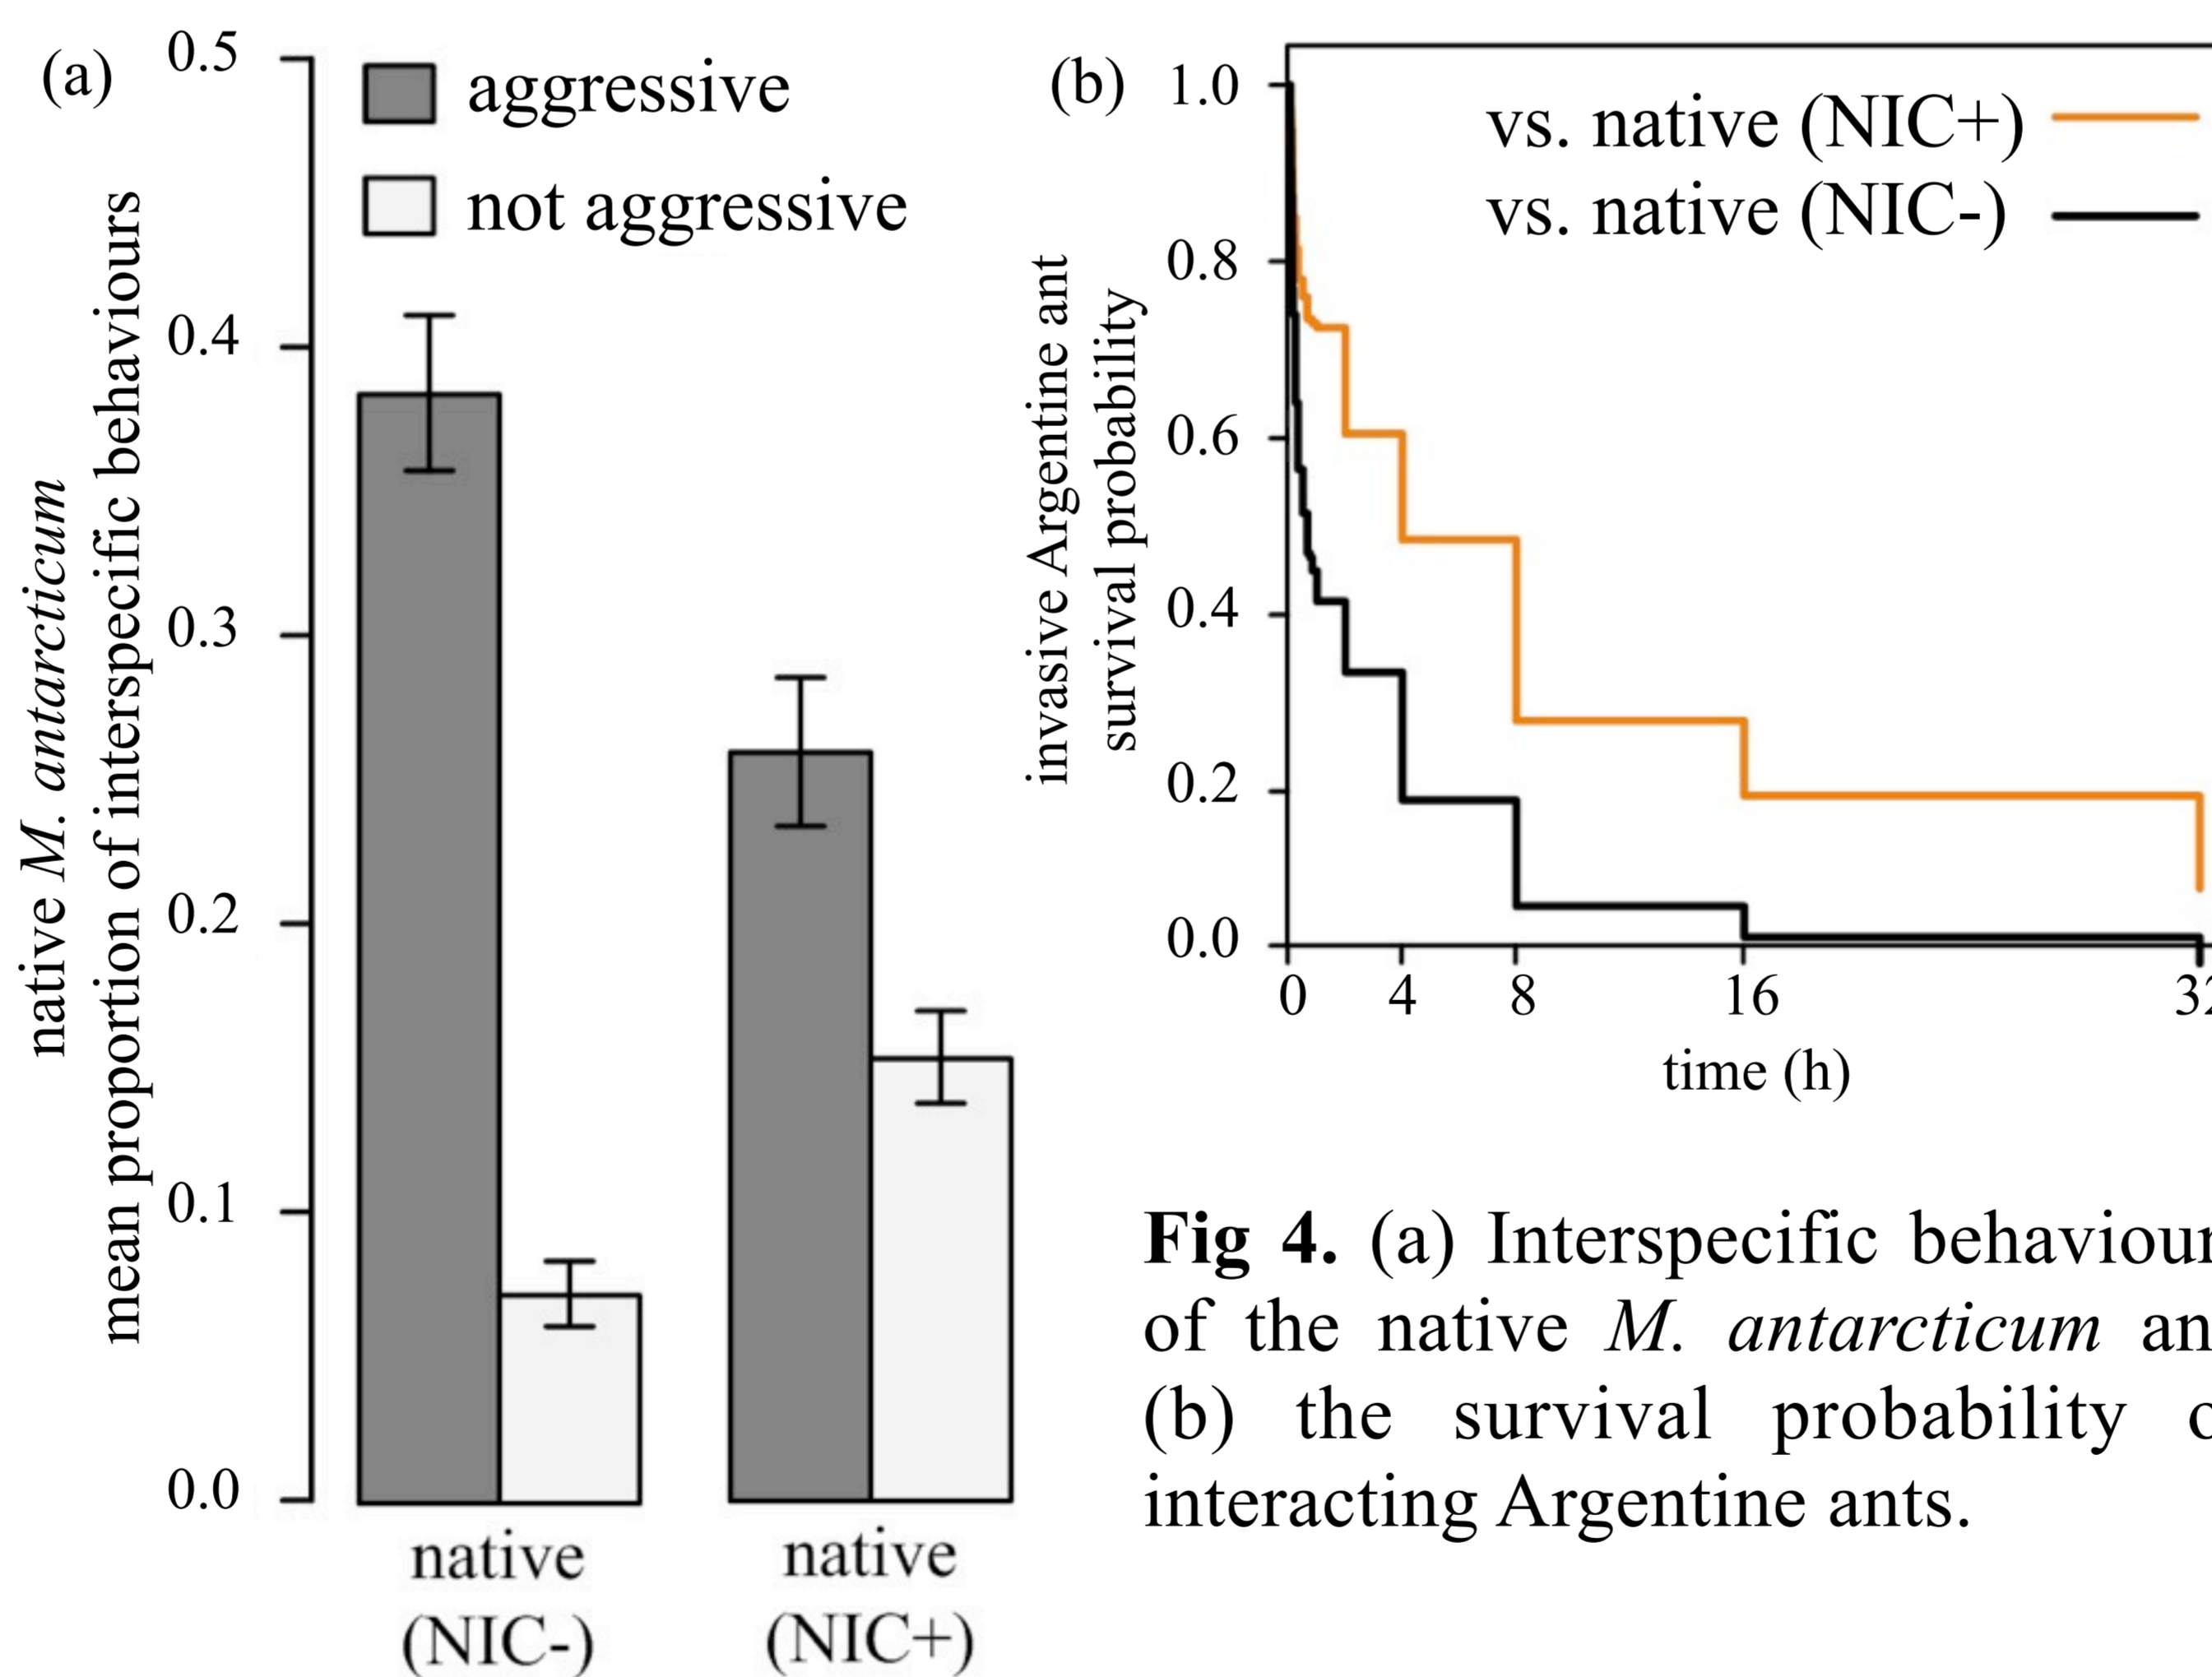 (a)
aggressive
not aggressive
native M. antarcticum
mean proportion of interspecific behaviours
0.5
0.4
0.3
0.2
0.1
0.0
native
(NIC-)
native
(NIC+)
(b)
vs. native (NIC+)
vs. native (NIC-)
invasive Argentine ant
survival probability
1.0
0.8
0.6
0.4
0.2
0.0
0 4 8 16
time (h)
Fig 4. (a) Interspecific behaviour
of the native M. antarcticum
(b) the survival probability
interacting Argentine ants.